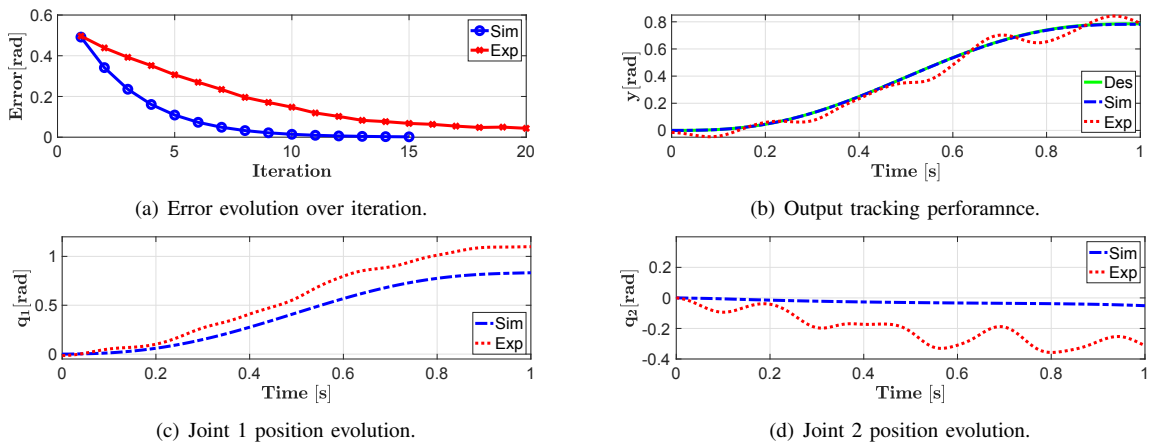 0.6
0.4
0.2
0
Error[rad]
Sim
Exp
0 5 10 15 20
Iteration
(a) Error evolution over iteration.
0.8
0.6
0.4
0.2
0
y[rad]
Des
Sim
Exp
0 0.2 0.4 0.6 0.8 1
Time [s]
(b) Output tracking perforamnce.
1
0.5
0
q1[rad]
Sim
Exp
0 0.2 0.4 0.6 0.8 1
Time [s]
(c) Joint 1 position evolution.
0.2
0
-0.2
-0.4
q2[rad]
Sim
Exp
0 0.2 0.4 0.6 0.8 1
Time [s]
(d) Joint 2 position evolution.